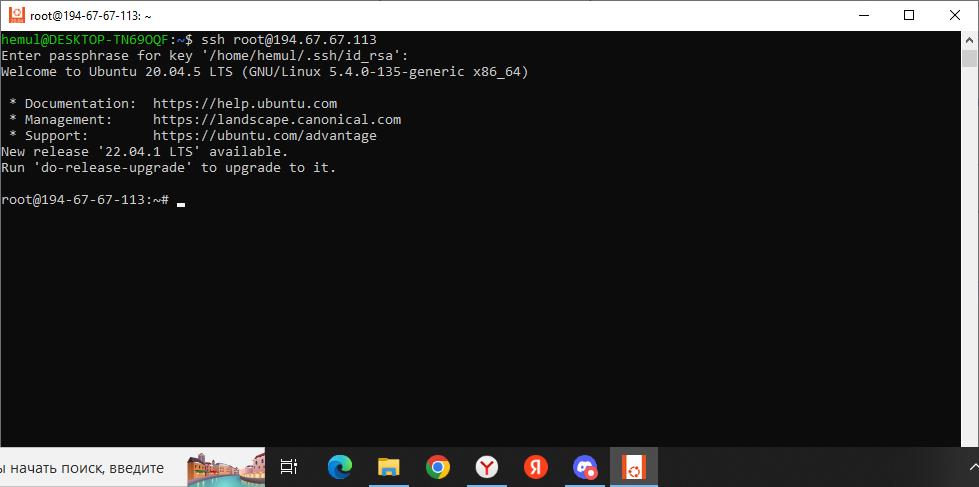 root@194-67-67-113: ~
hemul@DESKTOP-TN69OQF:~$ ssh root@194.67.67.113
Enter passphrase for key '/home/hemul/.ssh/id_rsa':
Welcome to Ubuntu 20.04.5 LTS (GNU/Linux 5.4.0-135-generic x86_64)
* Documentation: https://help.ubuntu.com
* Management: https://landscape.canonical.com
* Support: https://ubuntu.com/advantage
New release '22.04.1 LTS' available.
Run 'do-release-upgrade' to upgrade to it.
root@194-67-67-113:~#
ы начать поиск, введите
Y
Я